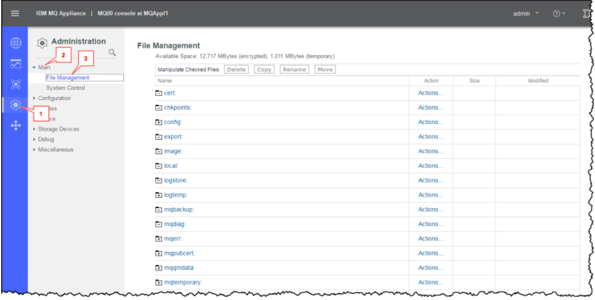 IBM MQ Appliance | MQ00 console at MQAppl1
admin
Administration
Main
File Management
System Control
Configuration
Storage Devices
Debug
Miscellaneous
1
2
3
File Management
Available Space: 12,717 MBytes (encrypted), 1,011 MBytes (temporary)
Manipulate Checked Files: Delete Copy Rename Move
Name Action Size Modified
cert: Actions...
chkpoints: Actions...
config: Actions...
export: Actions...
image: Actions...
local: Actions...
logstore: Actions...
logtemp: Actions...
mqbackup: Actions...
mqdiag: Actions...
mqerr: Actions...
mqpubcert: Actions...
mqqmdata: Actions...
mqtemporary: Actions...